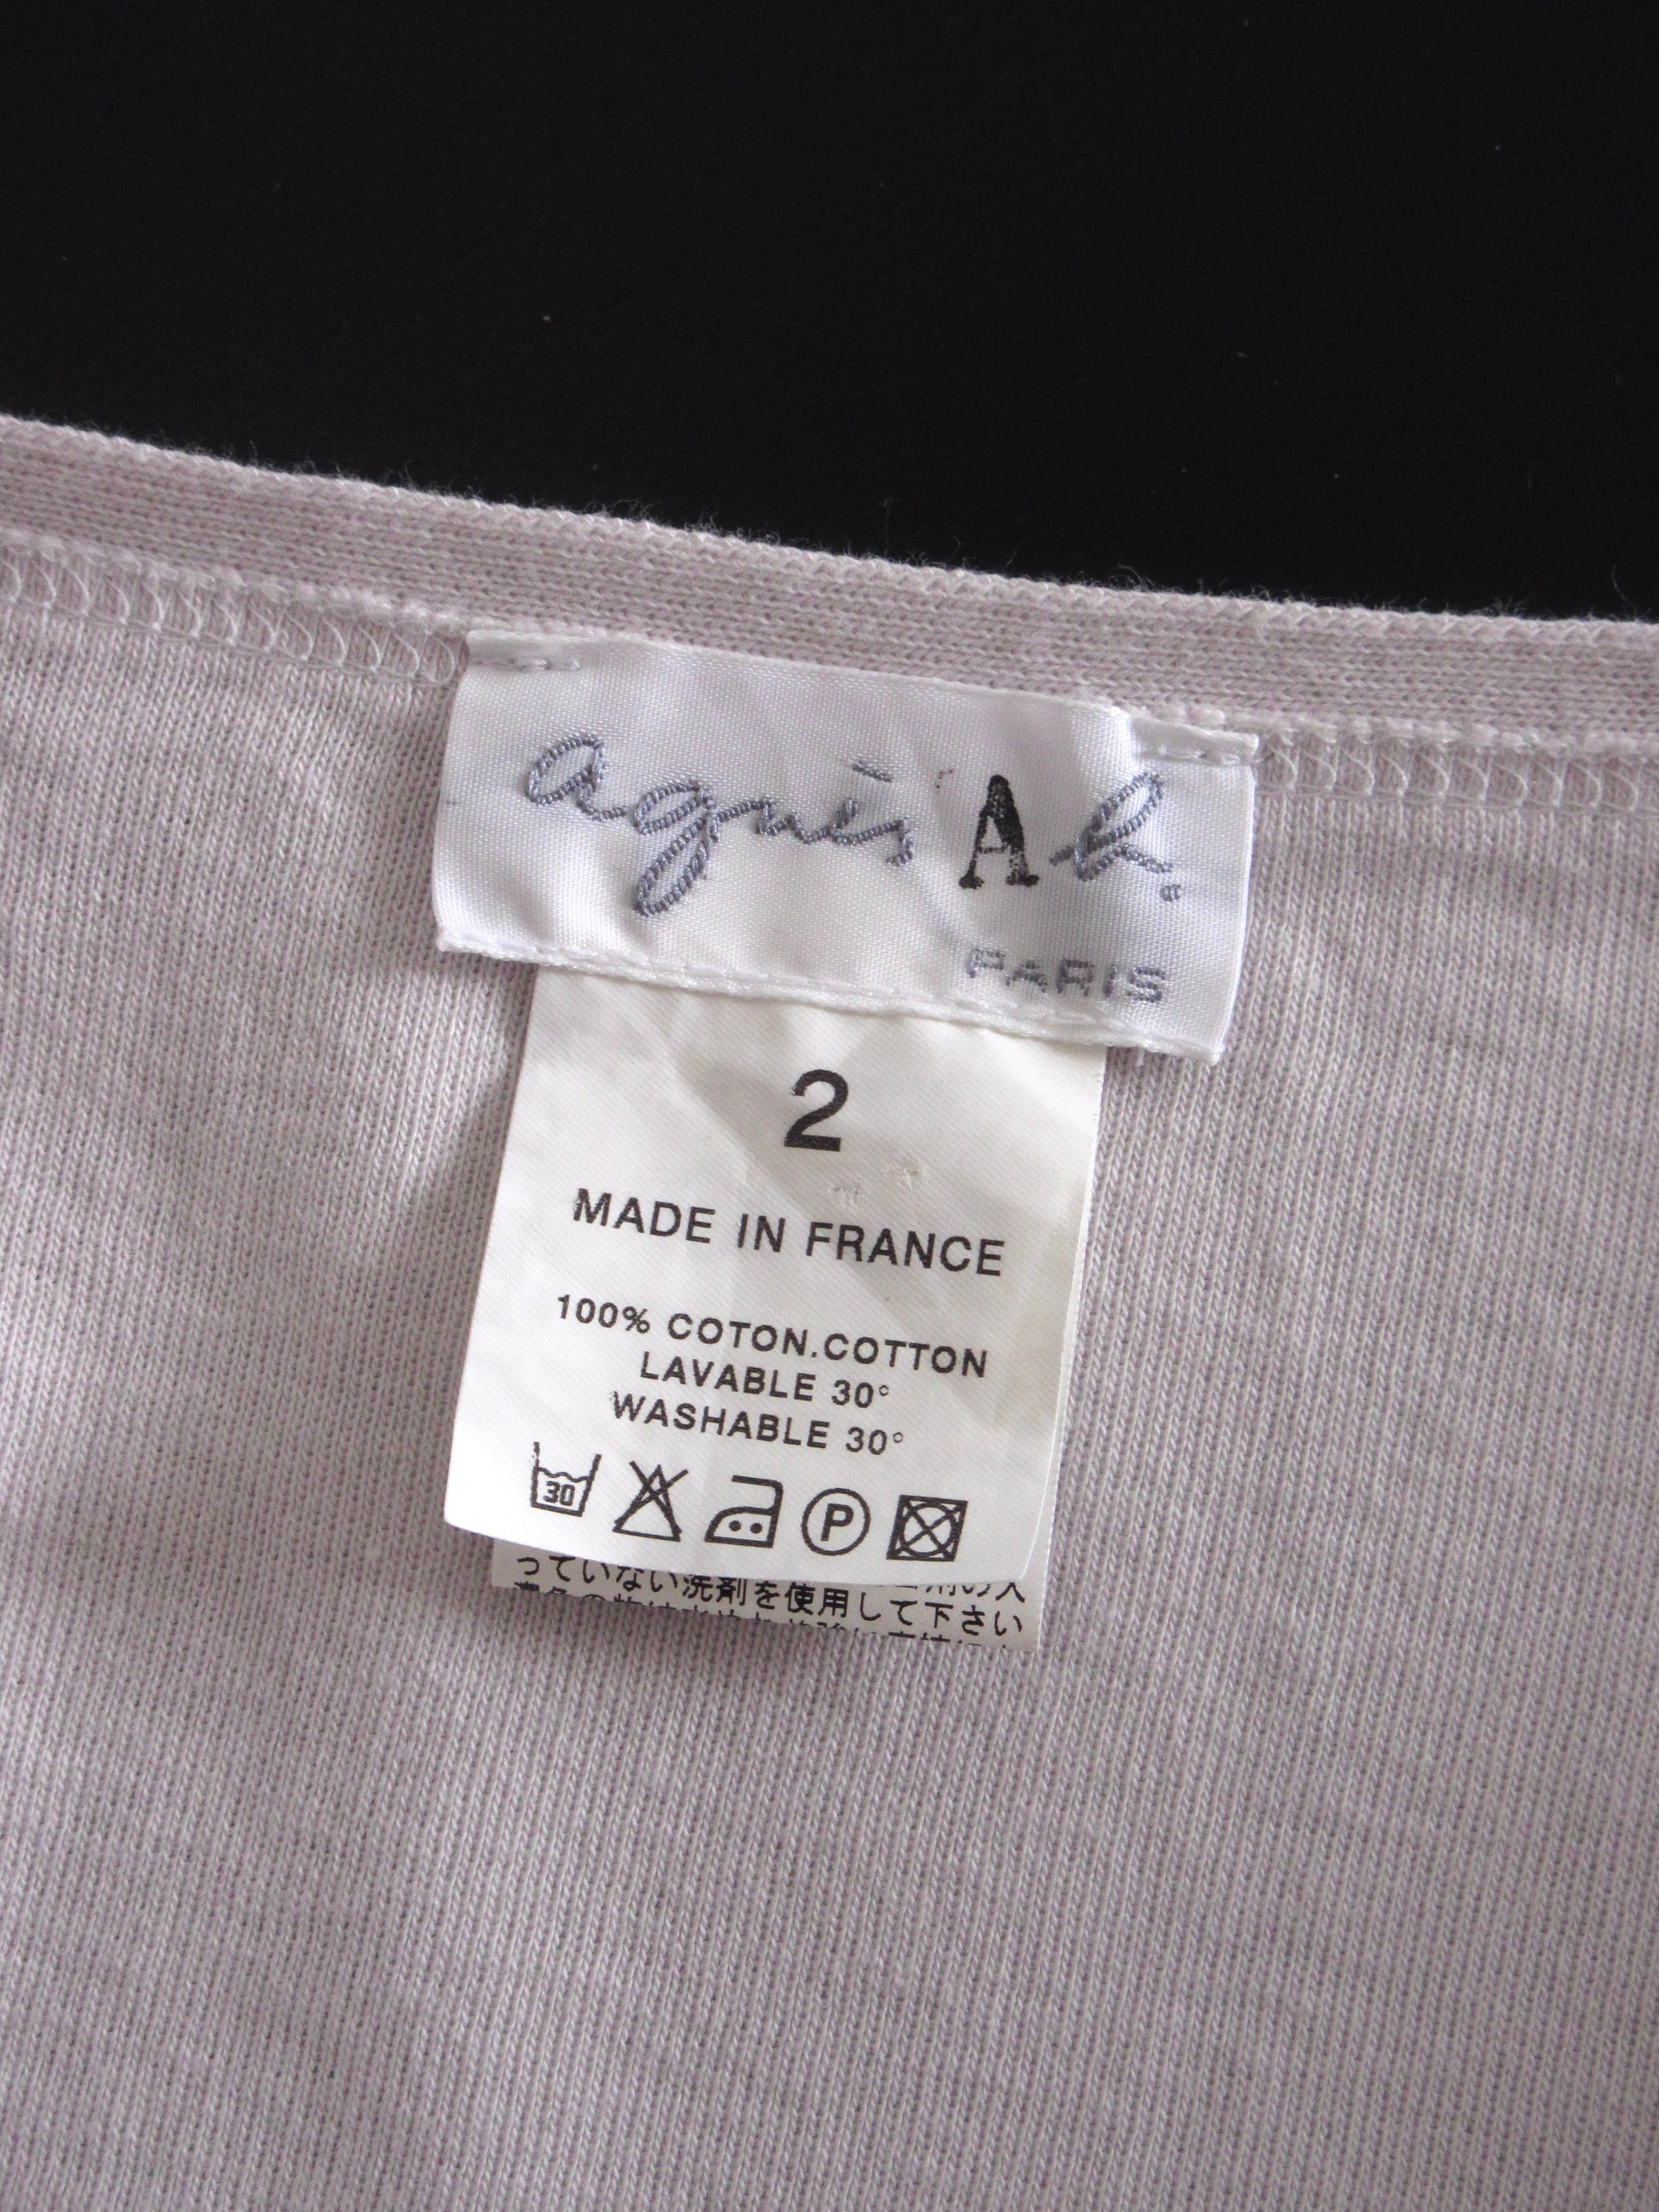 agnès A b.
PARIS
2
MADE IN FRANCE
100% COTON.COTTON
LAVABLE 30°
WASHABLE 30°
30 P
っていない洗剤を使用して下さい